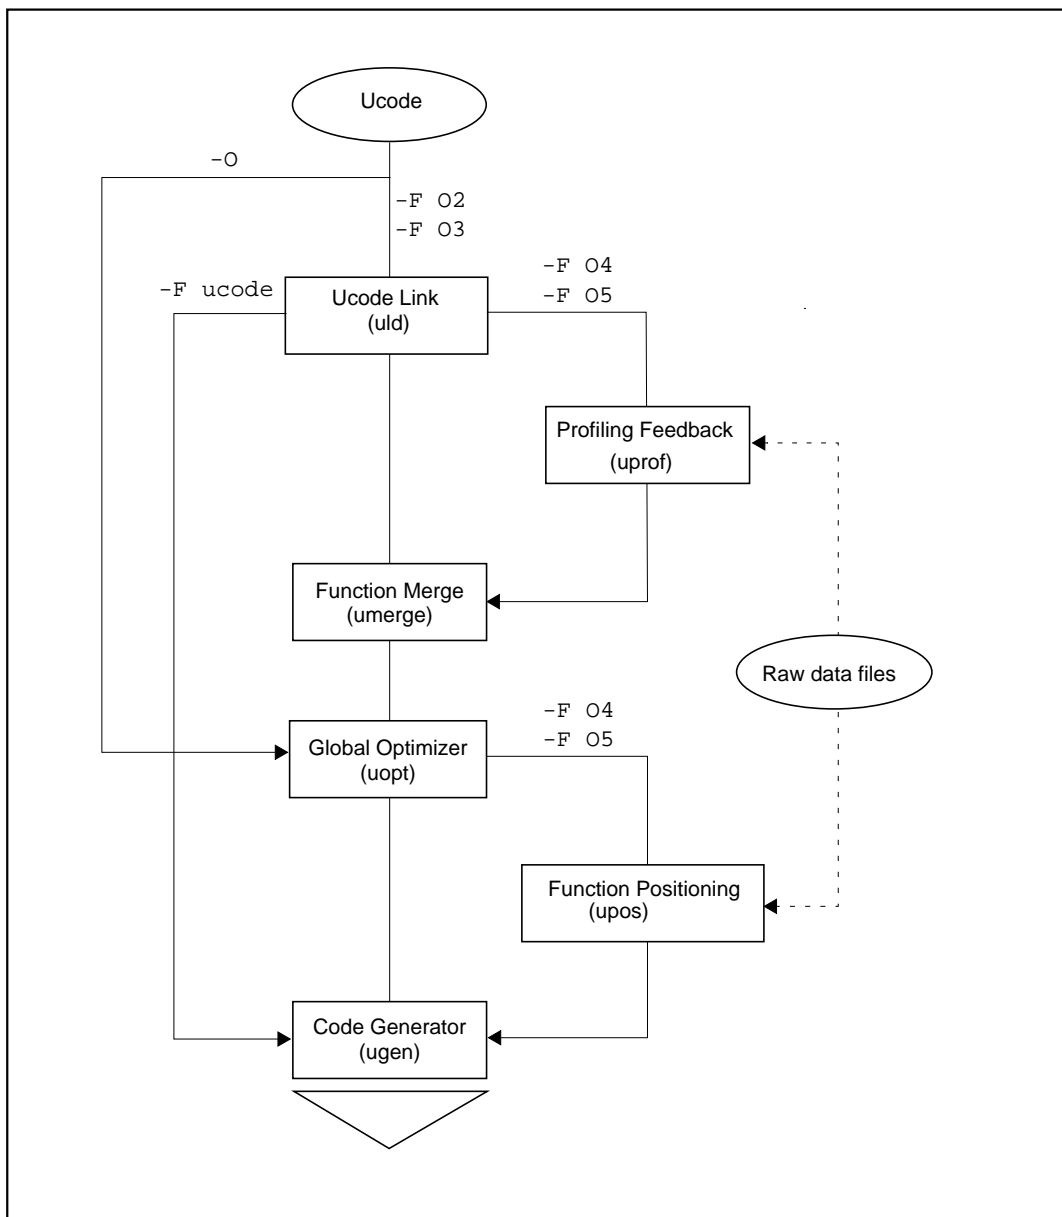 Ucode
-O
-F O2
-F O3
-F O4
-F O5
-F ucode
Ucode Link
(uld)
Profiling Feedback
(uprof)
Function Merge
(umerge)
Raw data files
-F O4
-F O5
Global Optimizer
(uopt)
Function Positioning
(upos)
Code Generator
(ugen)